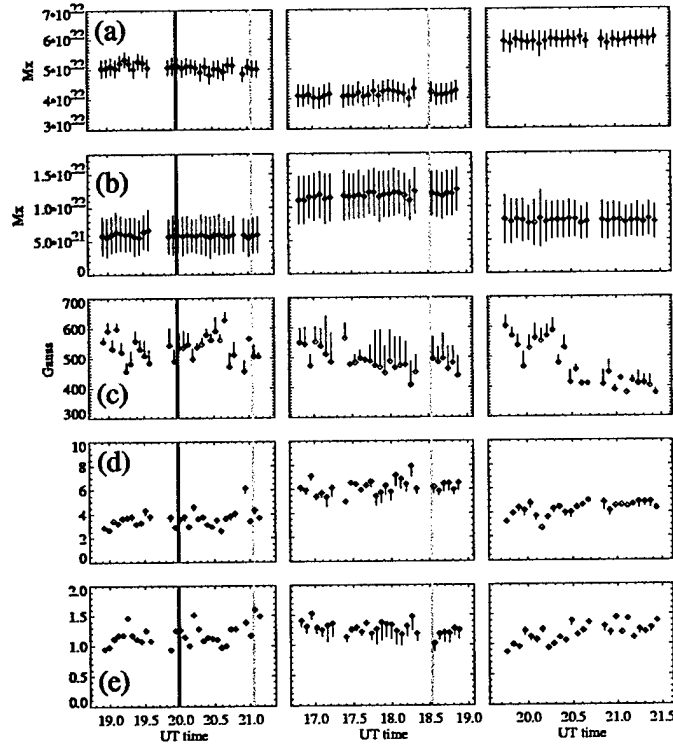 (a)
Mx
7•10²²
6•10²²
5•10²²
4•10²²
3•10²²
(b)
Mx
1.5•10²²
1.0•10²²
5.0•10²¹
0
(c)
Gauss
700
600
500
400
300
(d)
10
8
6
4
2
0
(e)
2.0
1.5
1.0
0.5
0.0
19.0 19.5 20.0 20.5 21.0
UT time
17.0 17.5 18.0 18.5 19.0
UT time
20.0 20.5 21.0 21.5
UT time